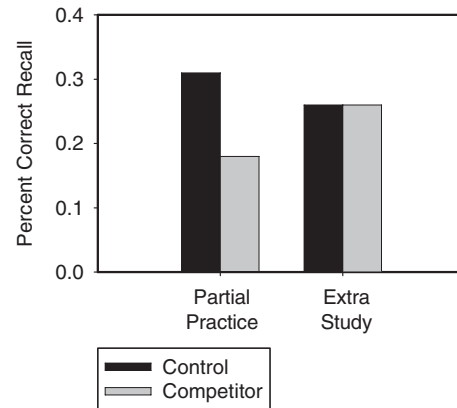 Percent Correct Recall
0.4
0.3
0.2
0.1
0.0
Partial
Practice
Extra
Study
Control
Competitor